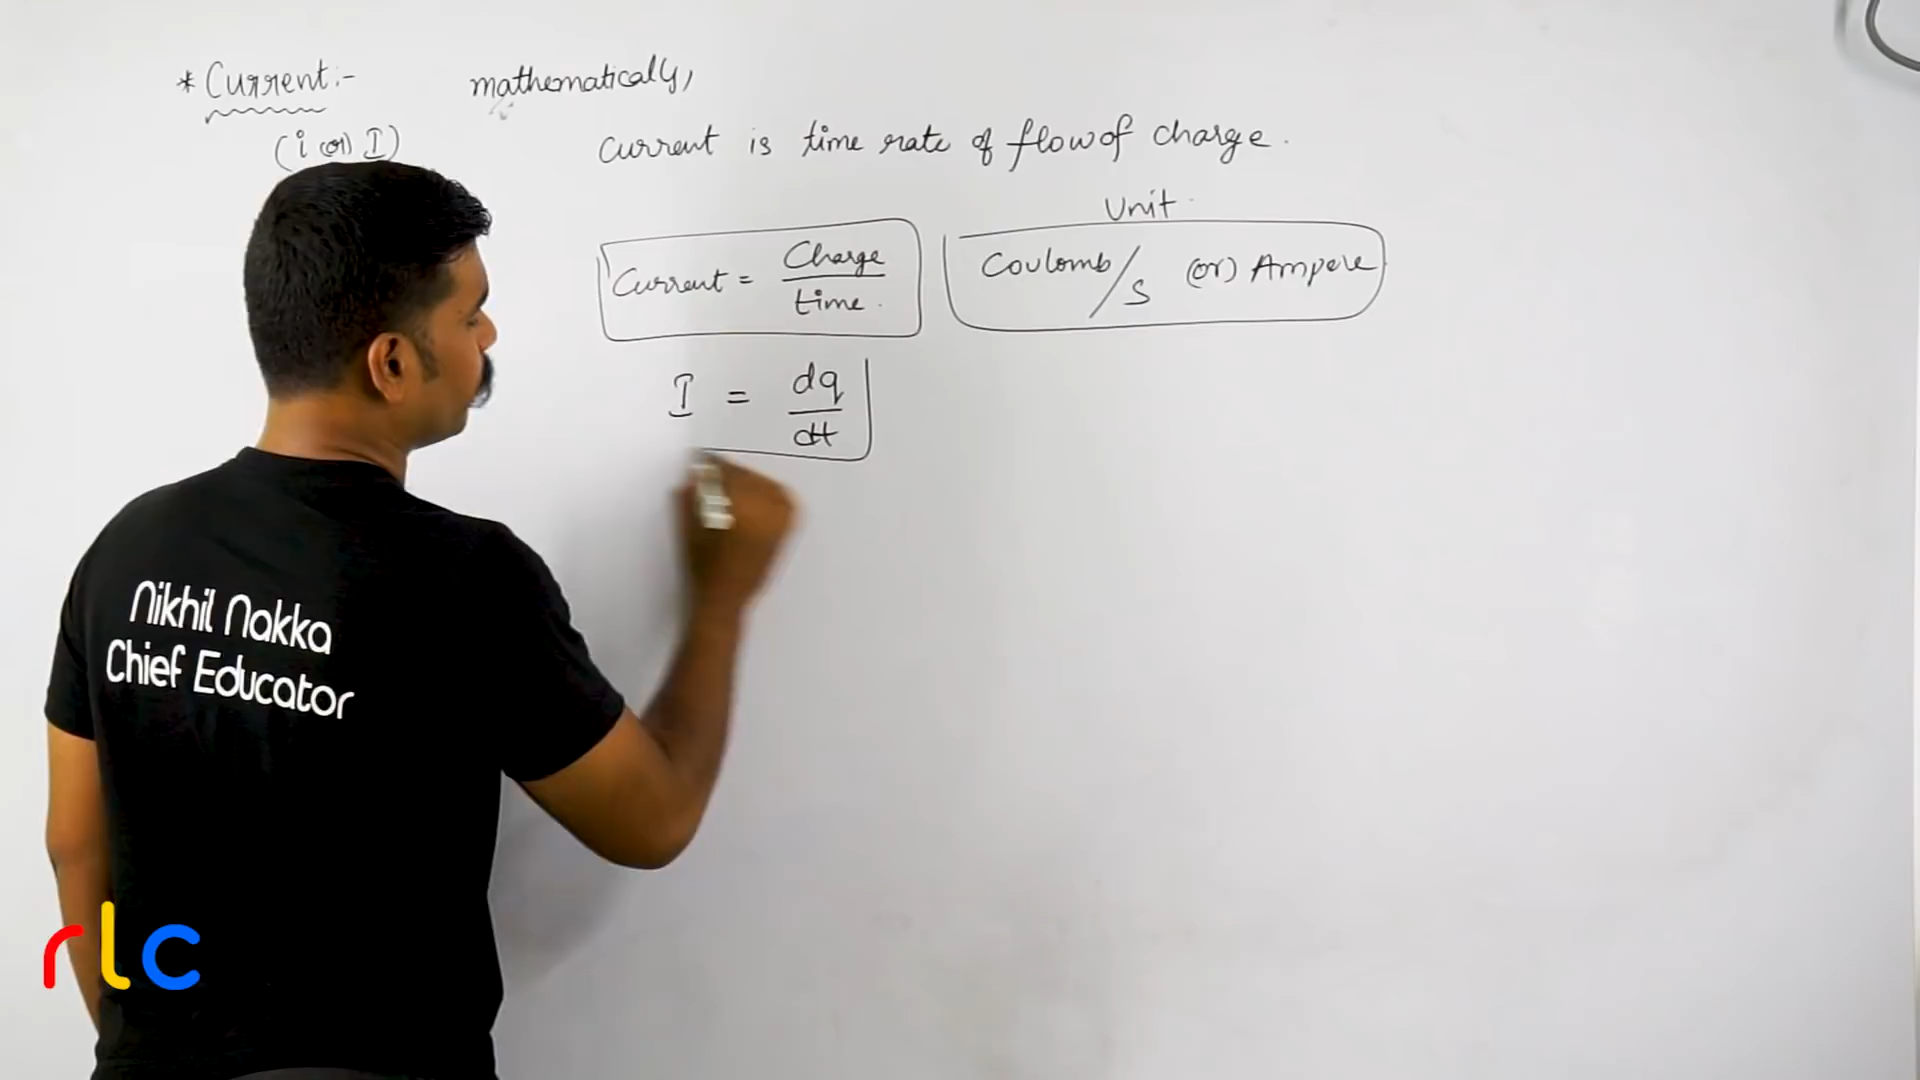 * Current:-
(i (or) I)
mathematically,
Current is time rate of flow of charge.
Unit.
Current = Charge / time.
Coulomb/s (or) Ampere
I = dq / dt
Nikhil Nakka
Chief Educator
rlc